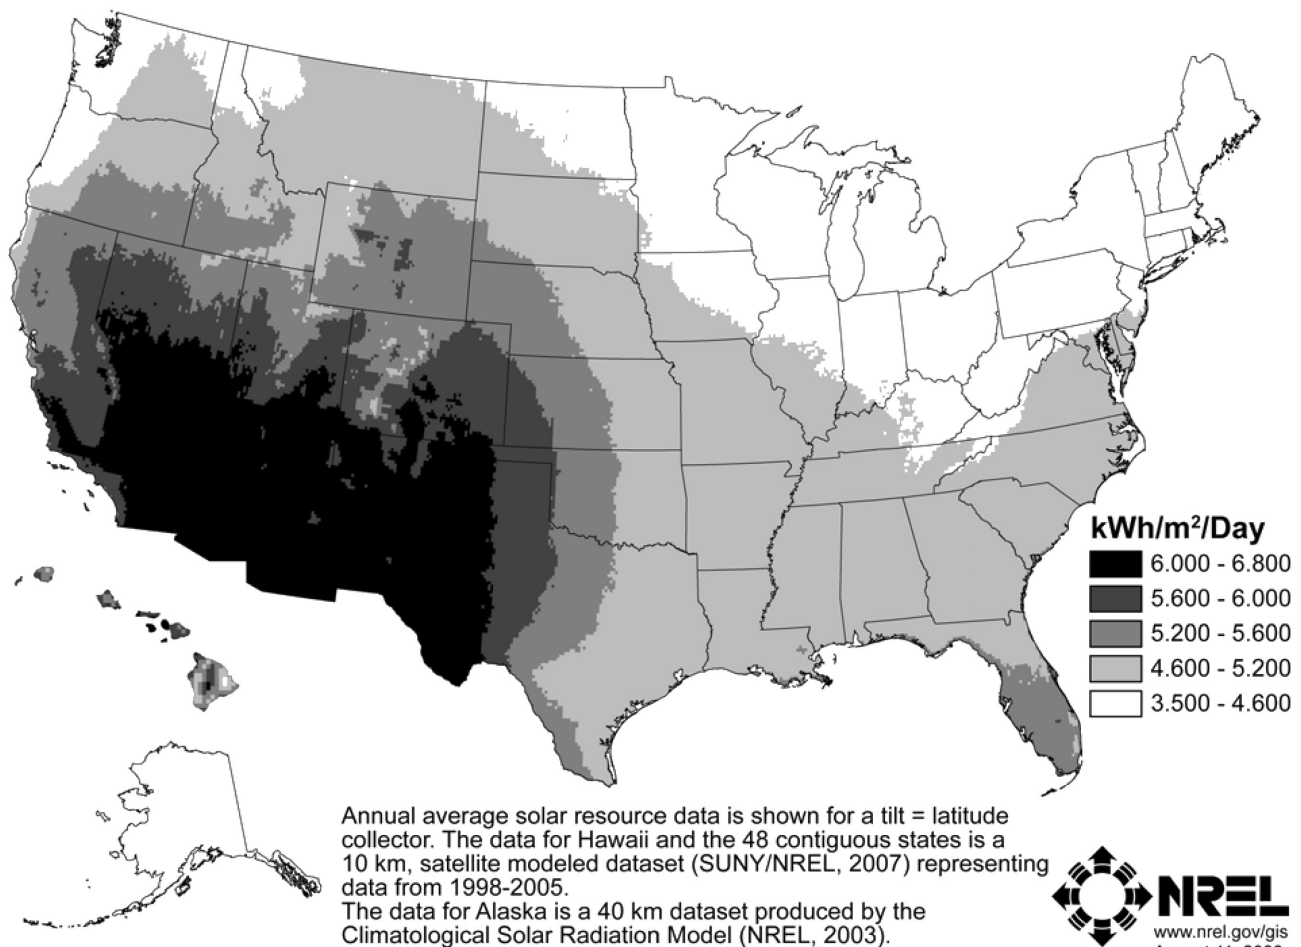 kWh/m²/Day
6.000 - 6.800
5.600 - 6.000
5.200 - 5.600
4.600 - 5.200
3.500 - 4.600
Annual average solar resource data is shown for a tilt = latitude
collector. The data for Hawaii and the 48 contiguous states is a
10 km, satellite modeled dataset (SUNY/NREL, 2007) representing
data from 1998-2005.
The data for Alaska is a 40 km dataset produced by the
Climatological Solar Radiation Model (NREL, 2003).
NREL
www.nrel.gov/gis